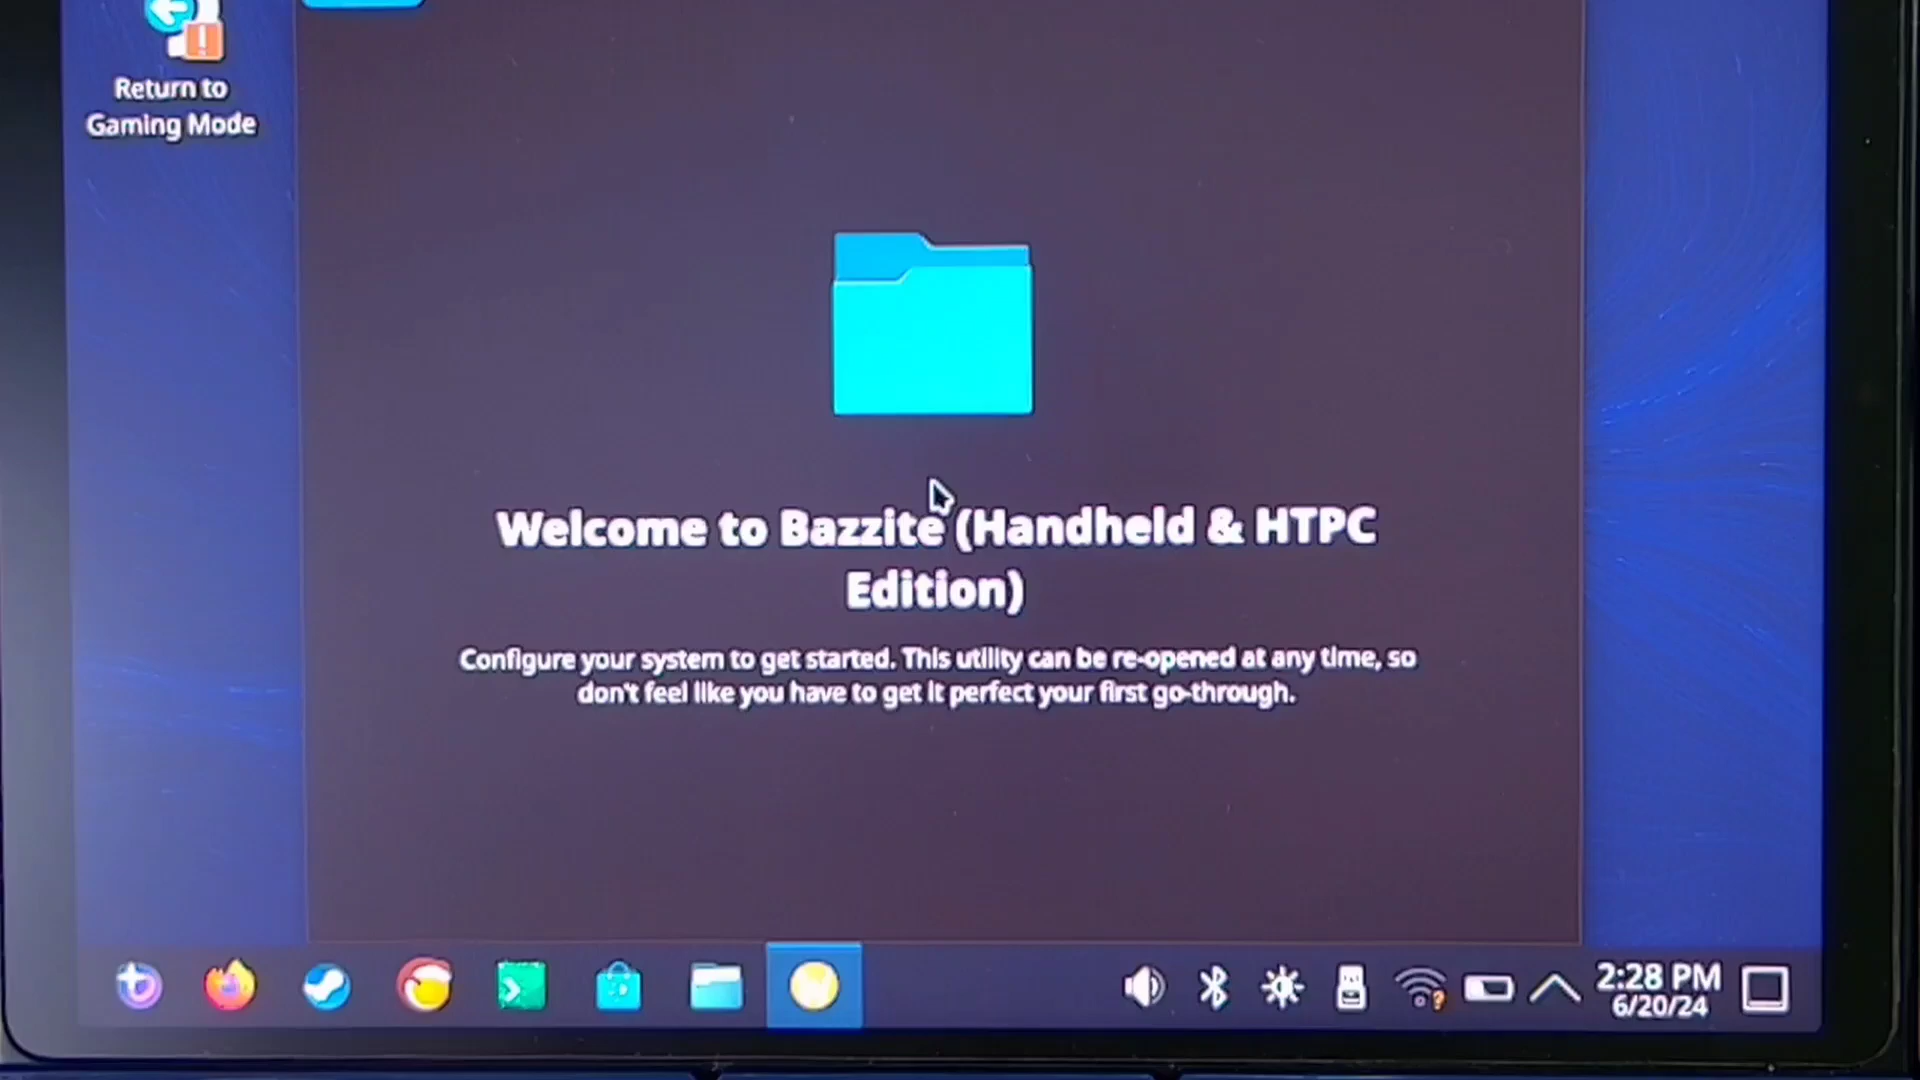 Return to
Gaming Mode
Welcome to Bazzite (Handheld & HTPC
Edition)
Configure your system to get started. This utility can be re-opened at any time, so
don't feel like you have to get it perfect your first go-through.
2:28 PM
6/20/24